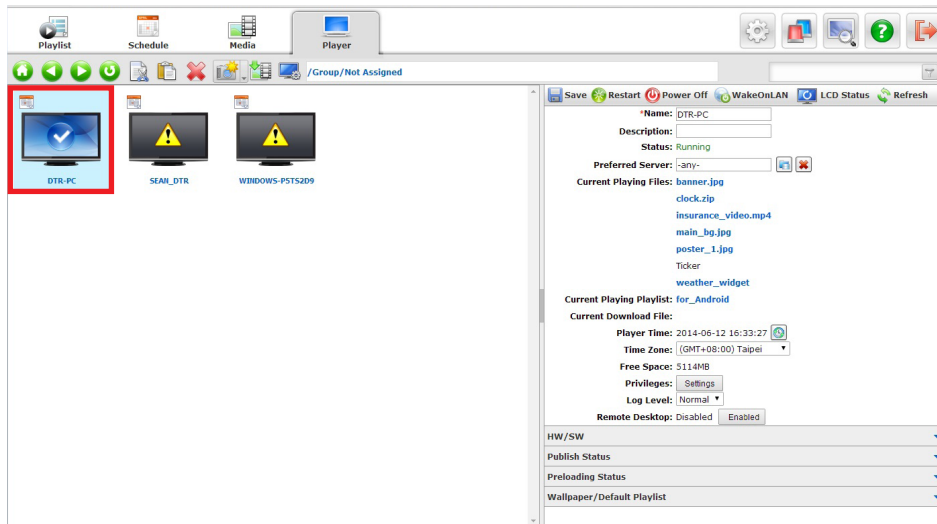 Playlist
Schedule
Media
Player
/Group/Not Assigned
DTR-PC
SEAN_DTR
WINDOWS-P5TS2D9
Save Restart Power Off WakeOnLAN LCD Status Refresh
*Name: DTR-PC
Description:
Status: Running
Preferred Server: -any-
Current Playing Files: banner.jpg
clock.zip
insurance_video.mp4
main_bg.jpg
poster_1.jpg
Ticker
weather_widget
Current Playing Playlist: for_Android
Current Download File:
Player Time: 2014-06-12 16:33:27
Time Zone: (GMT+08:00) Taipei
Free Space: 5114MB
Privileges: Settings
Log Level: Normal
Remote Desktop: Disabled Enabled
HW/SW
Publish Status
Preloading Status
Wallpaper/Default Playlist